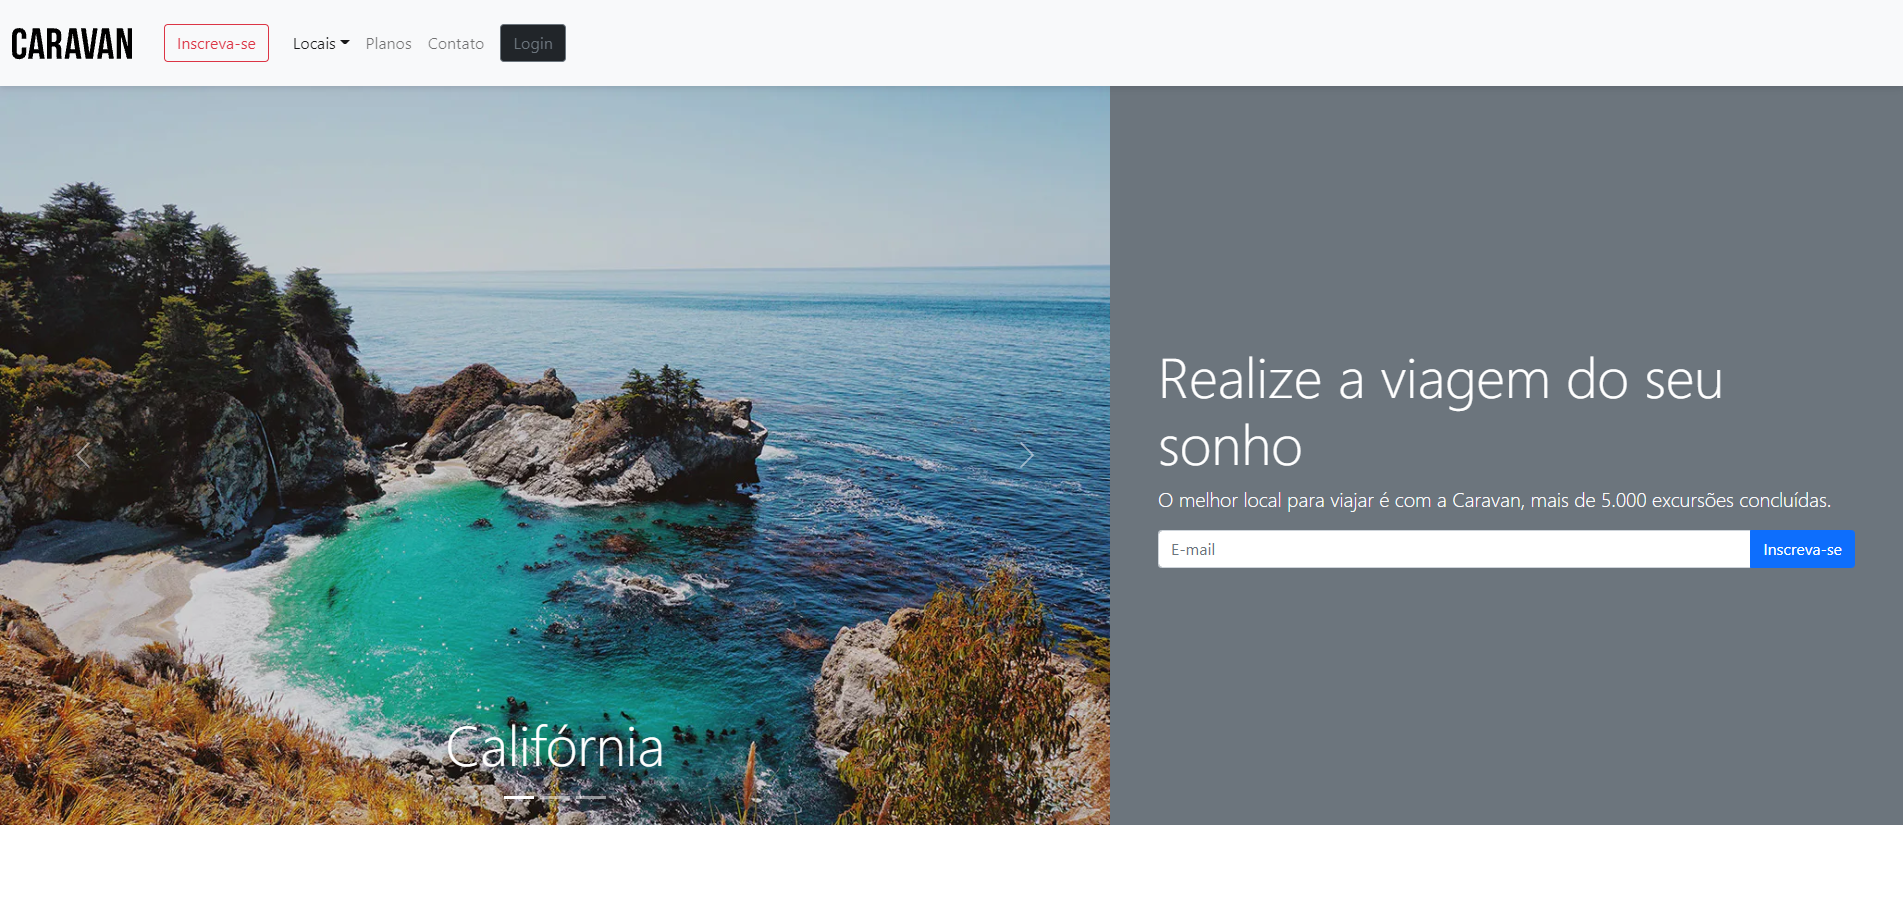 CARAVAN
Inscreva-se
Locais
Planos
Contato
Login
Realize a viagem do seu
sonho
O melhor local para viajar é com a Caravan, mais de 5.000 excursões concluídas.
E-mail
Inscreva-se
Califórnia